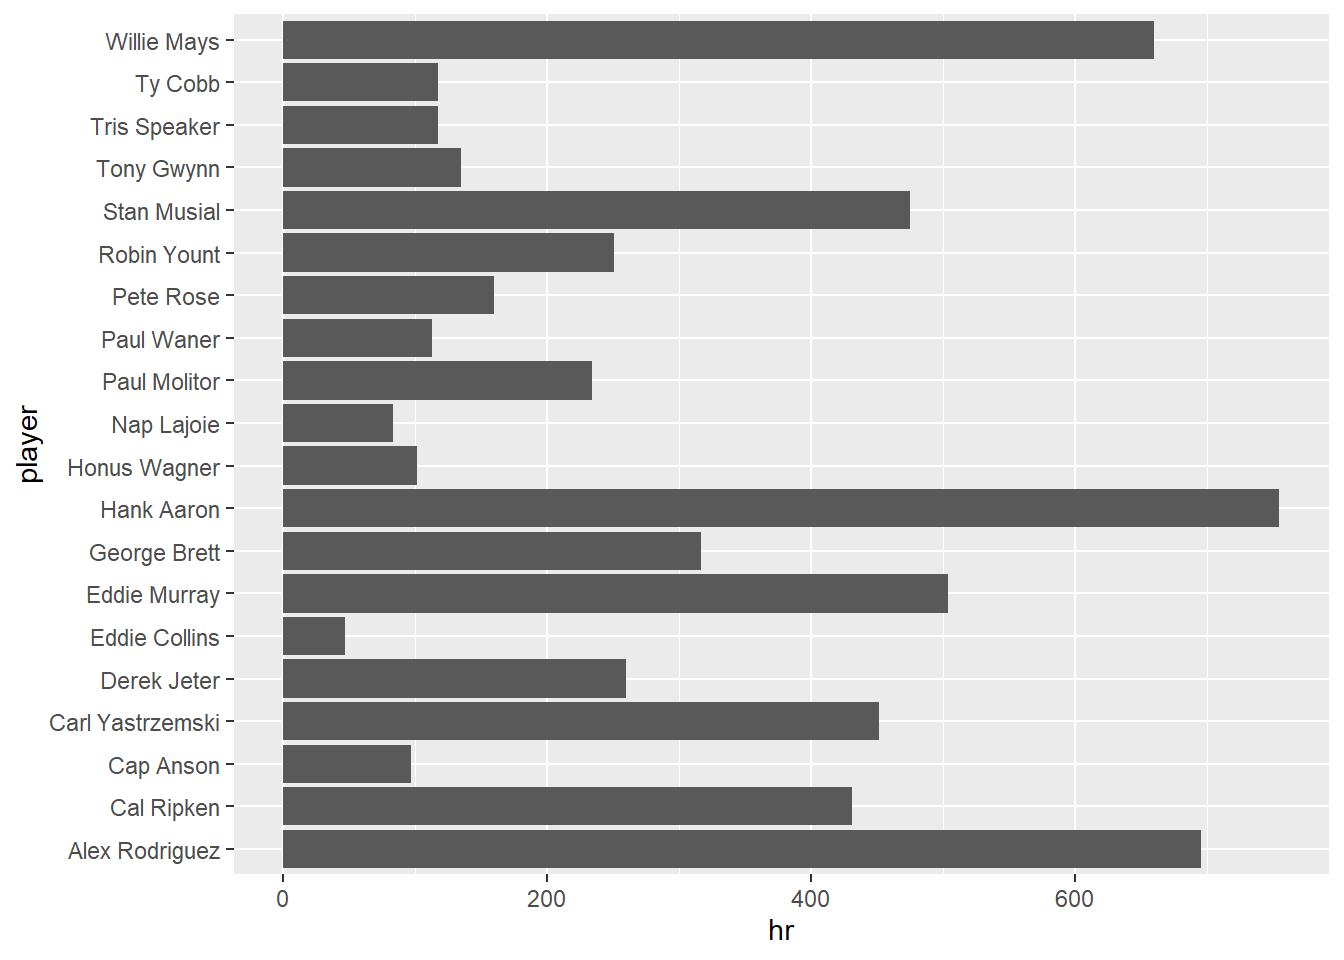 Willie Mays
Ty Cobb
Tris Speaker
Tony Gwynn
Stan Musial
Robin Yount
Pete Rose
Paul Waner
Paul Molitor
Nap Lajoie
Honus Wagner
Hank Aaron
George Brett
Eddie Murray
Eddie Collins
Derek Jeter
Carl Yastrzemski
Cap Anson
Cal Ripken
Alex Rodriguez
player
0 200 400 600
hr